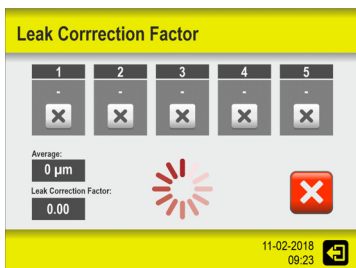 Leak Corrrection Factor
1 2 3 4 5
- - - - -
Average:
0 µm
Leak Correction Factor:
0.00
11-02-2018
09:23